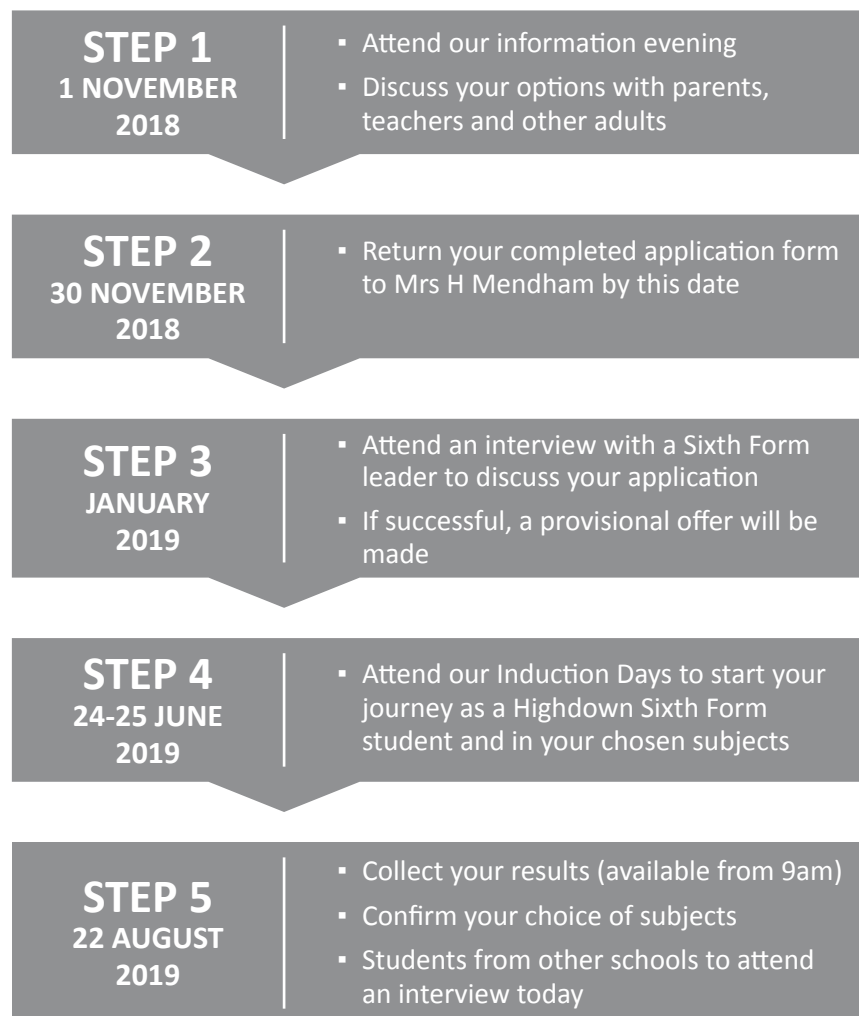 STEP 1
1 NOVEMBER
2018
▪ Attend our information evening
▪ Discuss your options with parents,
teachers and other adults
STEP 2
30 NOVEMBER
2018
▪ Return your completed application form
to Mrs H Mendham by this date
STEP 3
JANUARY
2019
▪ Attend an interview with a Sixth Form
leader to discuss your application
▪ If successful, a provisional offer will be
made
STEP 4
24-25 JUNE
2019
▪ Attend our Induction Days to start your
journey as a Highdown Sixth Form
student and in your chosen subjects
STEP 5
22 AUGUST
2019
▪ Collect your results (available from 9am)
▪ Confirm your choice of subjects
▪ Students from other schools to attend
an interview today